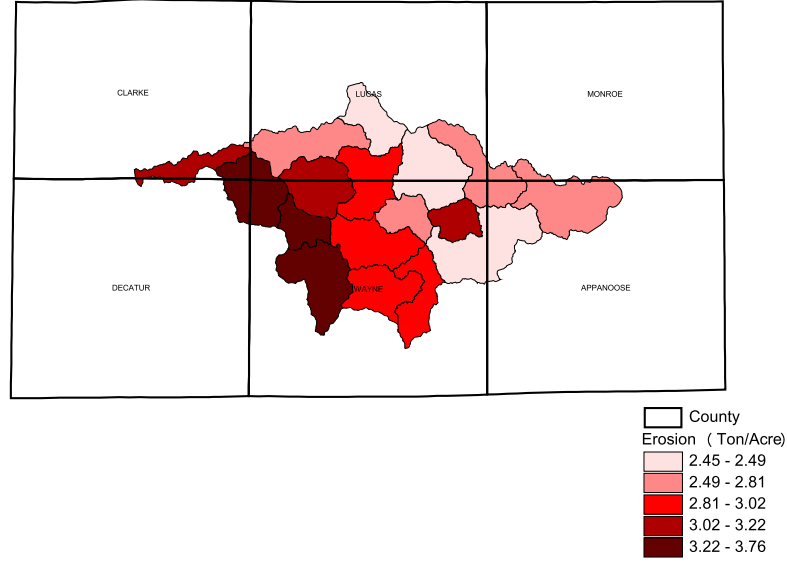 CLARKE
LUCAS
MONROE
DECATUR
WAYNE
APPANOOSE
County
Erosion ( Ton/Acre)
2.45 - 2.49
2.49 - 2.81
2.81 - 3.02
3.02 - 3.22
3.22 - 3.76